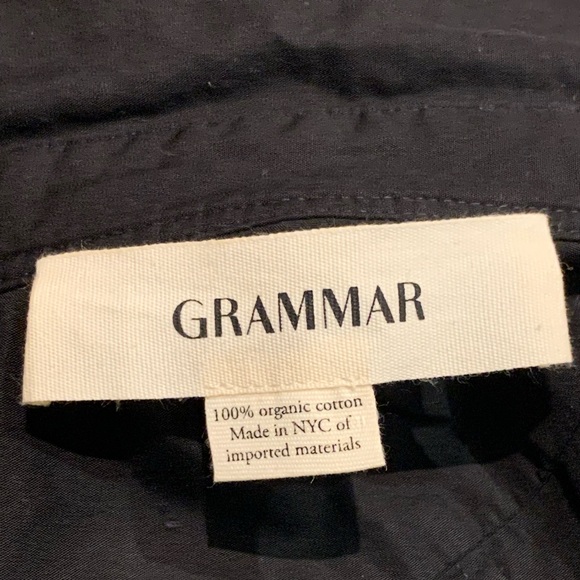 GRAMMAR
100% organic cotton
Made in NYC of
imported materials